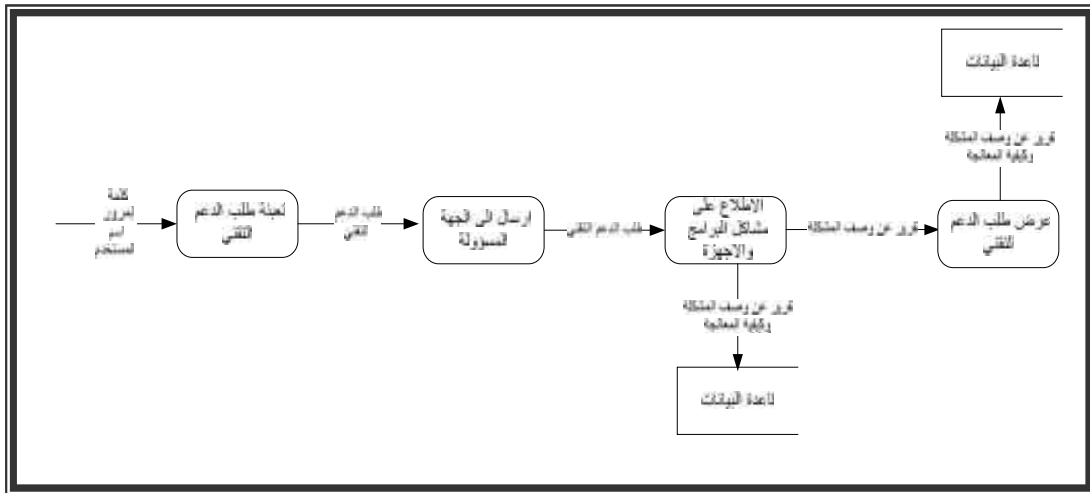 قاعدة البيانات
تقرير عن وصف المشكلة
وكيفية المعالجة
كلمة
المرور
اسم
المستخدم
تعبئة طلب الدعم
التقني
طلب الدعم
التقني
ارسال الى الجهة
المسؤولة
طلب الدعم التقني
الاطلاع على
مشاكل البرامج
والاجهزة
تقرير عن وصف المشكلة
عرض طلب الدعم
التقني
تقرير عن وصف المشكلة
وكيفية المعالجة
قاعدة البيانات